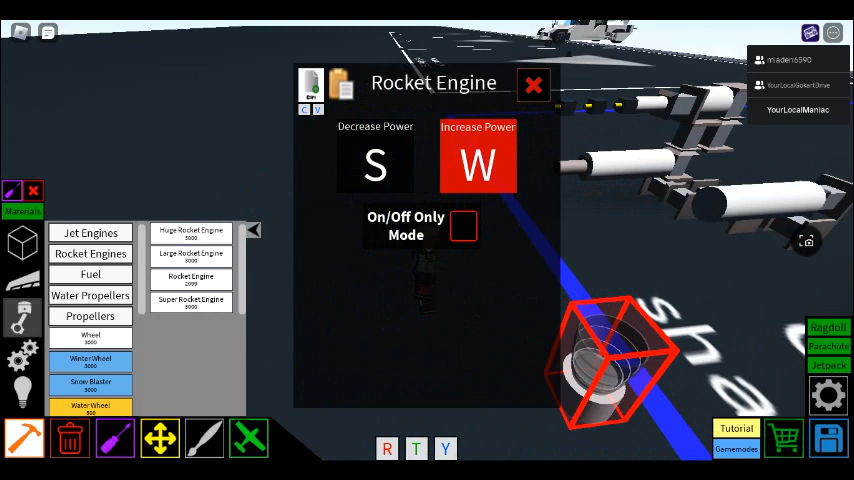 Rocket Engine
Copy
C V
Decrease Power
S
Increase Power
W
On/Off Only
Mode
mladen6590
YourLocalGokartDrive
YourLocalManiac
Materials
Jet Engines
Rocket Engines
Fuel
Water Propellers
Propellers
Wheel
3000
Winter Wheel
3000
Snow Blaster
3000
Water Wheel
500
Huge Rocket Engine
3000
Large Rocket Engine
3000
Rocket Engine
2999
Super Rocket Engine
3000
sha
Ragdoll
Parachute
Jetpack
R T Y
Tutorial
Gamemodes